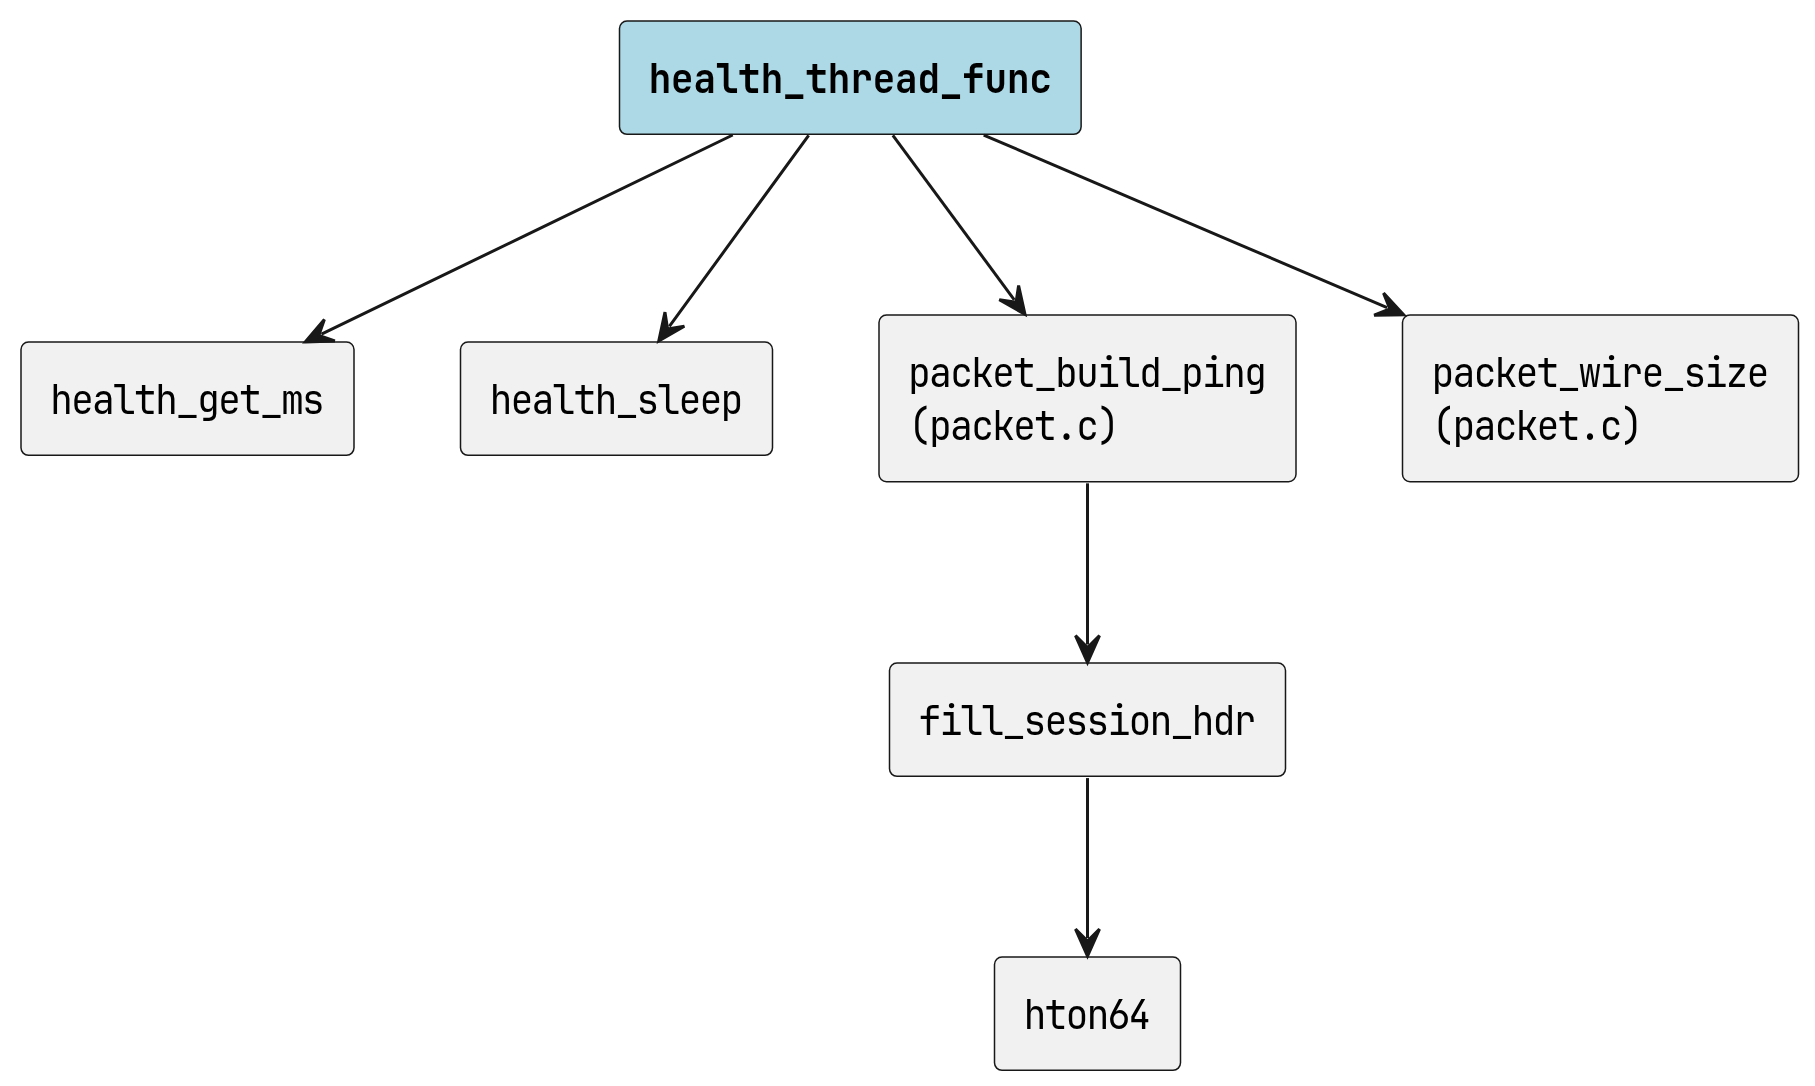 health_thread_func
health_get_ms
health_sleep
packet_build_ping
(packet.c)
packet_wire_size
(packet.c)
fill_session_hdr
hton64